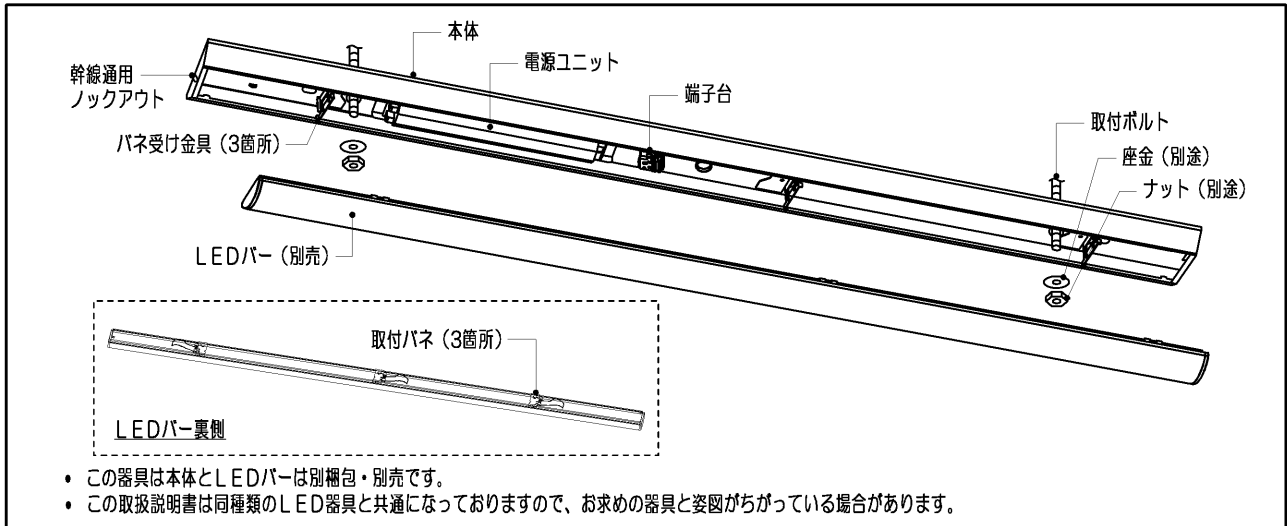 本体
電源ユニット
端子台
幹線通用
ノックアウト
バネ受け金具（3箇所）
取付ボルト
座金（別途）
ナット（別途）
LEDバー（別売）
取付バネ（3箇所）
LEDバー裏側
• この器具は本体とLEDバーは別梱包・別売です。
• この取扱説明書は同種類のLED器具と共通になっておりますので、お求めの器具と姿図がちがっている場合があります。